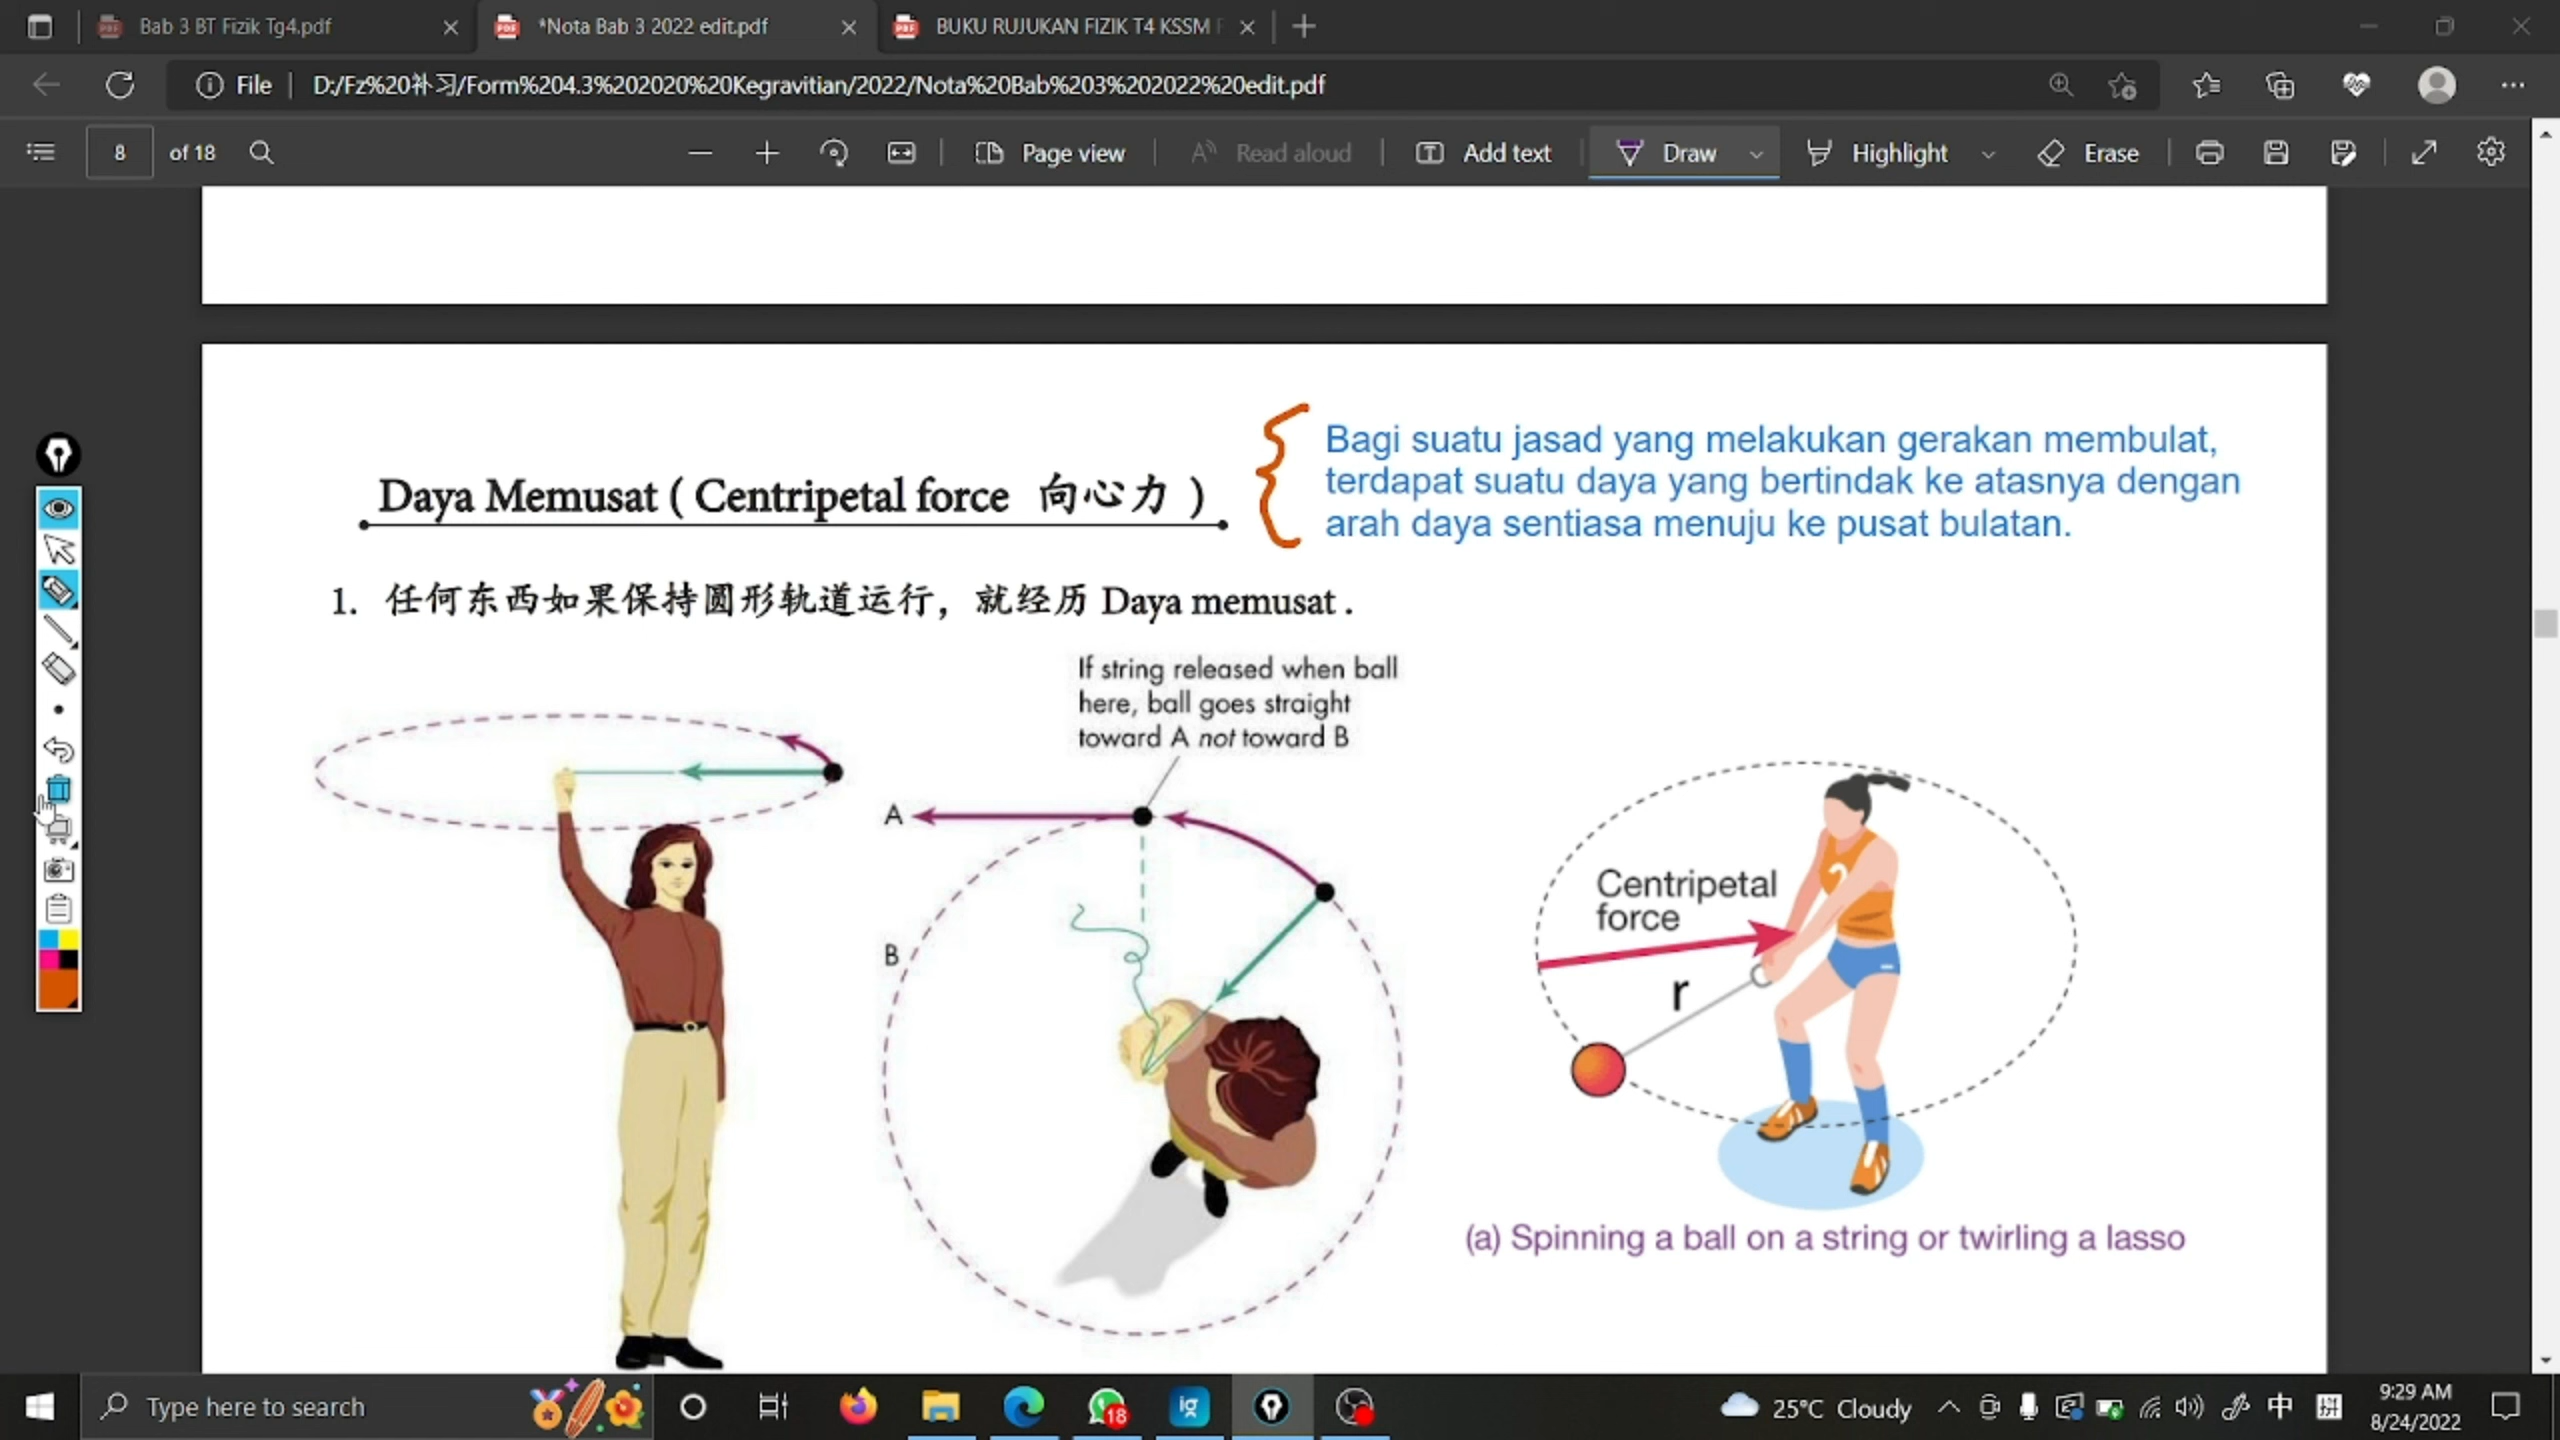 Bab 3 BT Fizik Tg4.pdf
*Nota Bab 3 2022 edit.pdf
BUKU RUJUKAN FIZIK T4 KSSM
File
D:/Fz%20补习/Form%204.3%202020%20Kegravitian/2022/Nota%20Bab%203%202022%20edit.pdf
8
of 18
Page view
Read aloud
Add text
Draw
Highlight
Erase
Daya Memusat ( Centripetal force 向心力 )
Bagi suatu jasad yang melakukan gerakan membulat,
terdapat suatu daya yang bertindak ke atasnya dengan
arah daya sentiasa menuju ke pusat bulatan.
1. 任何东西如果保持圆形轨道运行，就经历 Daya memusat .
If string released when ball
here, ball goes straight
toward A not toward B
A
B
Centripetal
force
r
(a) Spinning a ball on a string or twirling a lasso
Type here to search
18
ig
25°C Cloudy
中
拼
9:29 AM
8/24/2022